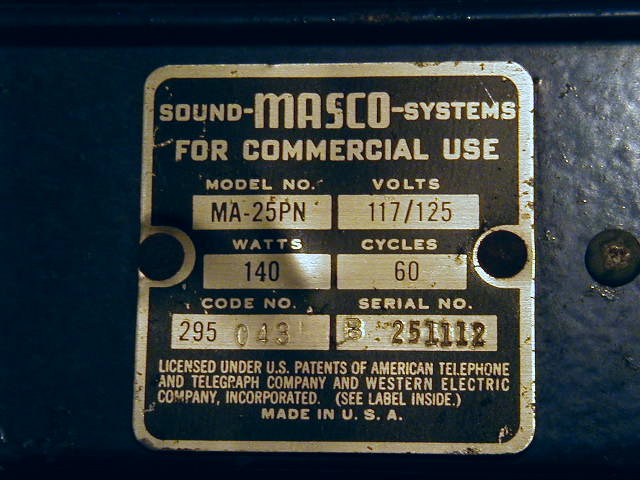 SOUND-MASCO-SYSTEMS
FOR COMMERCIAL USE
MODEL NO. VOLTS
MA-25PN 117/125
WATTS CYCLES
140 60
CODE NO. SERIAL NO.
295 043 B 251112
LICENSED UNDER U.S. PATENTS OF AMERICAN TELEPHONE
AND TELEGRAPH COMPANY AND WESTERN ELECTRIC
COMPANY, INCORPORATED. (SEE LABEL INSIDE.)
MADE IN U.S.A.